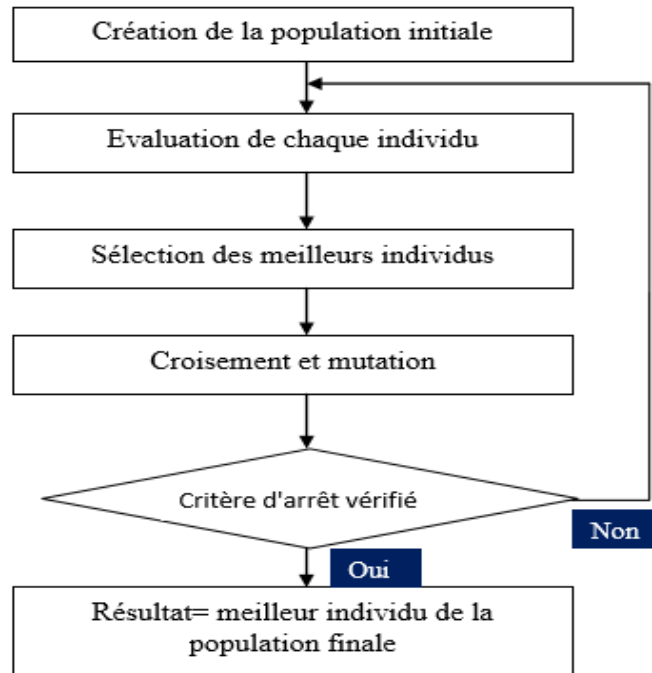 Création de la population initiale
Evaluation de chaque individu
Sélection des meilleurs individus
Croisement et mutation
Critère d'arrêt vérifié
Non
Oui
Résultat= meilleur individu de la
population finale